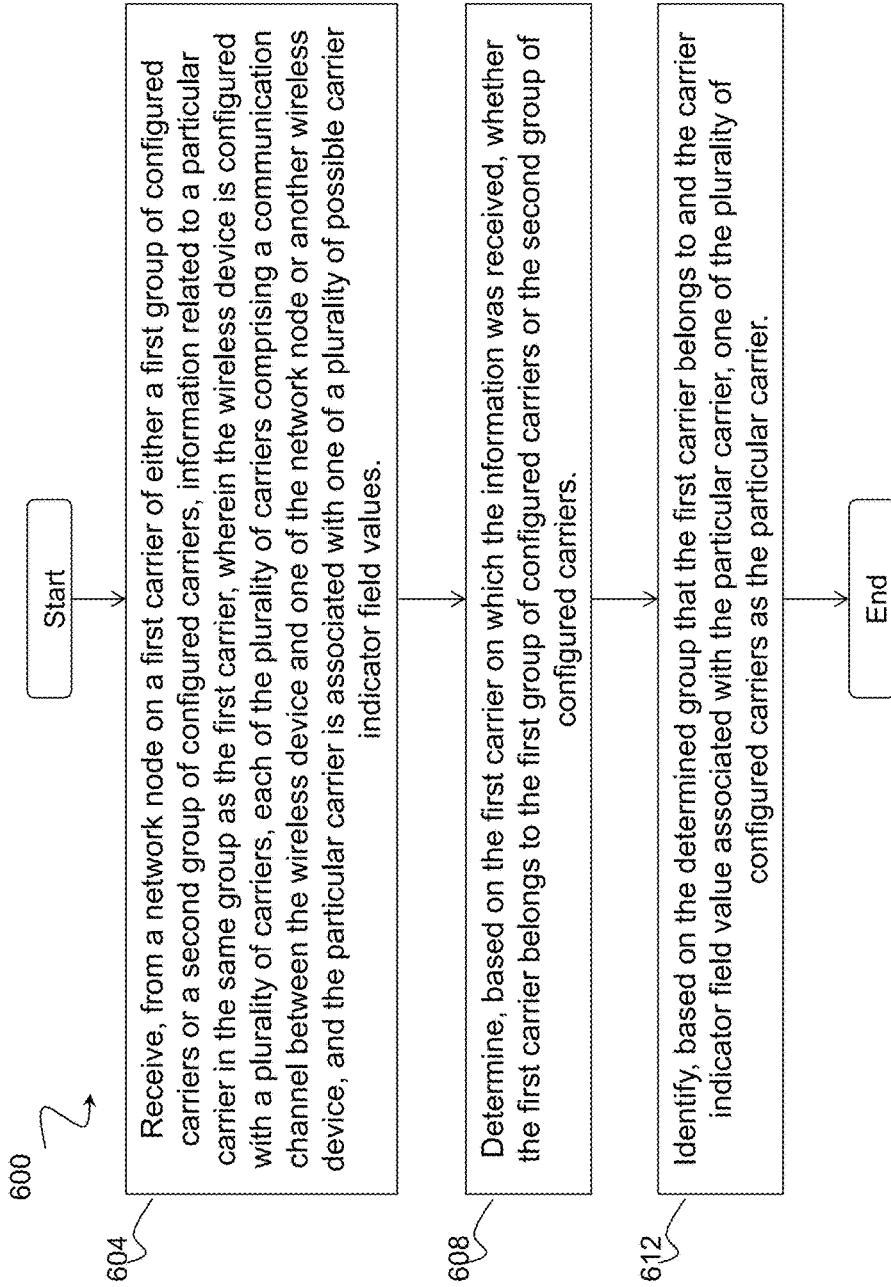 600
Start
604
Receive, from a network node on a first carrier of either a first group of configured
carriers or a second group of configured carriers, information related to a particular
carrier in the same group as the first carrier, wherein the wireless device is configured
with a plurality of carriers, each of the plurality of carriers comprising a communication
channel between the wireless device and one of the network node or another wireless
device, and the particular carrier is associated with one of a plurality of possible carrier
indicator field values.
608
Determine, based on the first carrier on which the information was received, whether
the first carrier belongs to the first group of configured carriers or the second group of
configured carriers.
612
Identify, based on the determined group that the first carrier belongs to and the carrier
indicator field value associated with the particular carrier, one of the plurality of
configured carriers as the particular carrier.
End